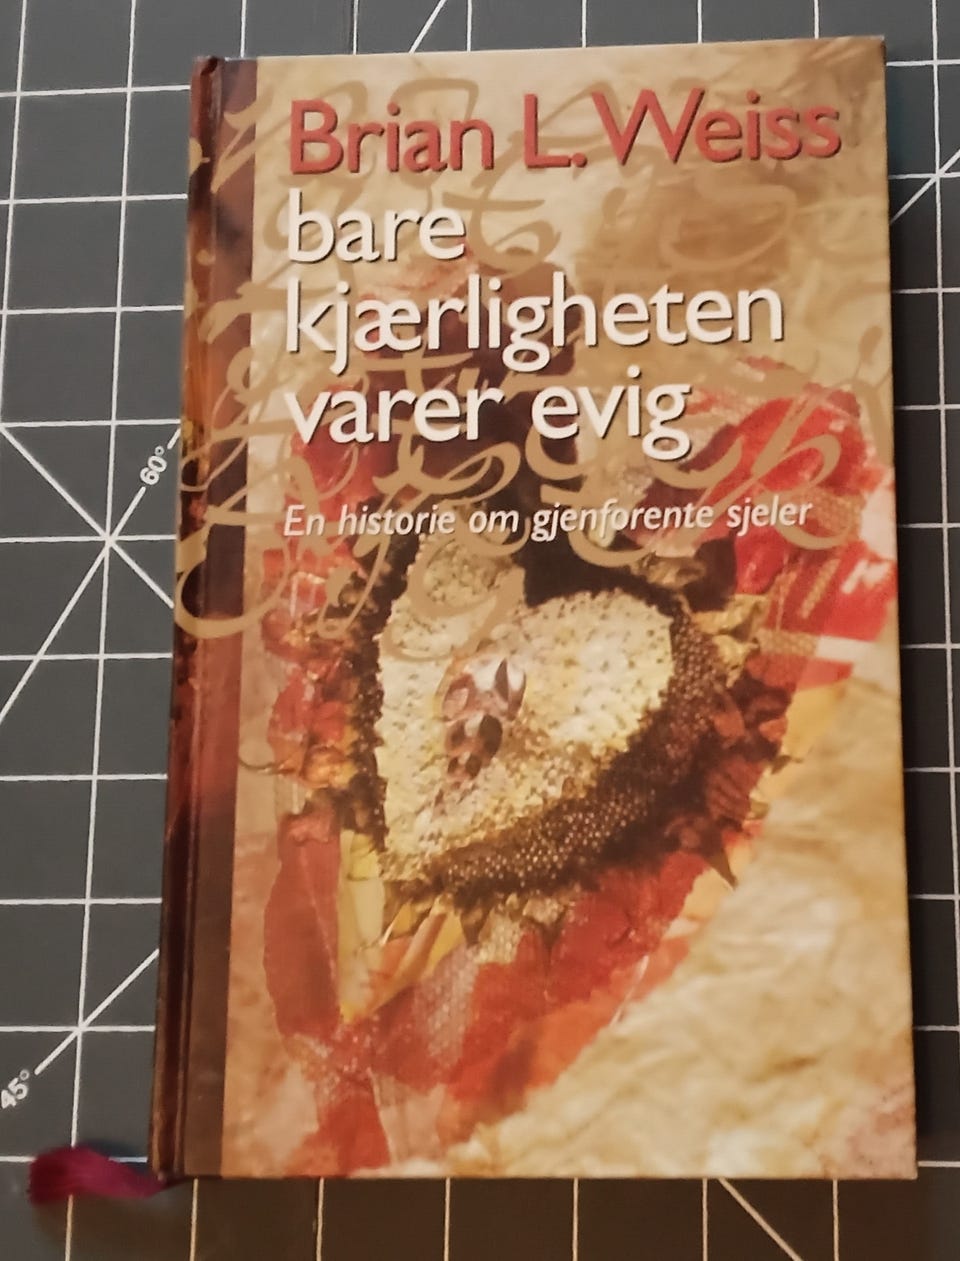 Brian L. Weiss
bare
kjærligheten
varer evig
En historie om gjenforente sjeler
60°
45°